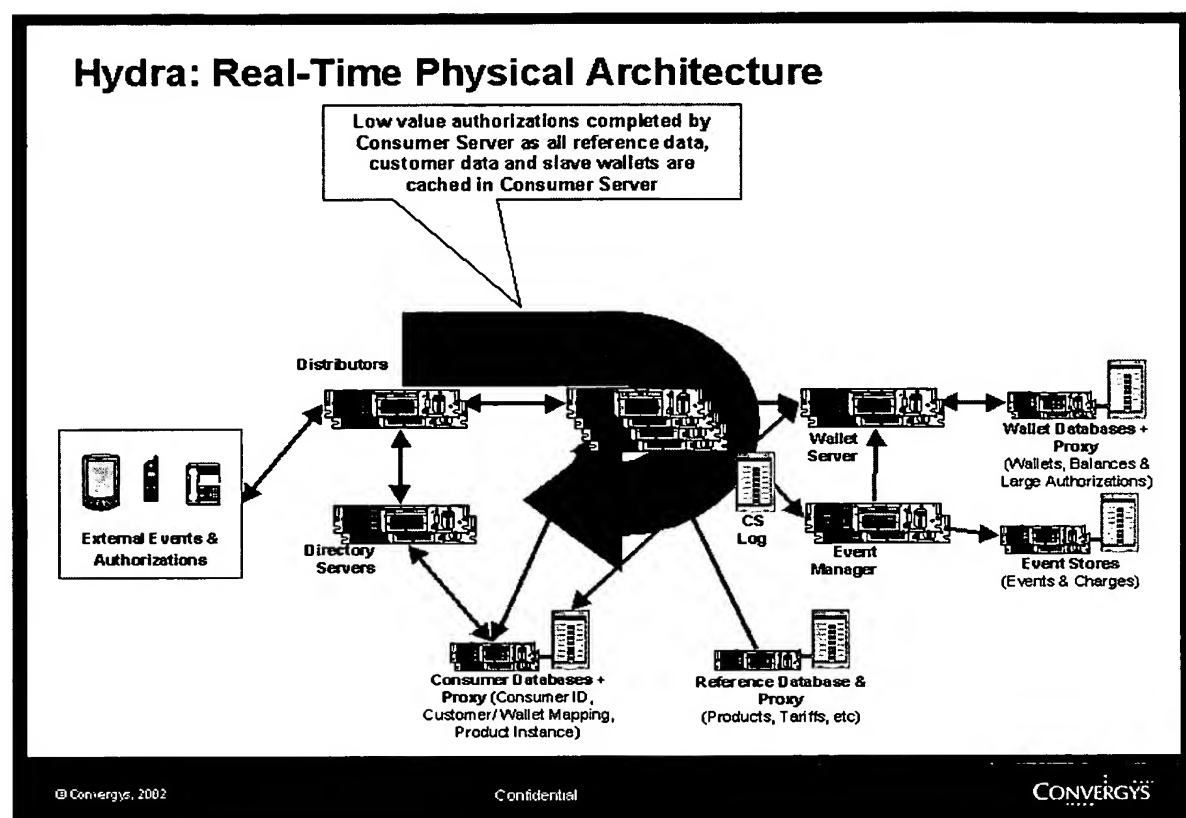 Hydra: Real-Time Physical Architecture
Low value authorizations completed by
Consumer Server as all reference data,
customer data and slave wallets are
cached in Consumer Server
Distributors
External Events &
Authorizations
Directory
Servers
Wallet
Server
Wallet Databases +
Proxy
(Wallets, Balances &
Large Authorizations)
CS
Log
Event
Manager
Event Stores
(Events & Charges)
Consumer Databases +
Proxy (Consumer ID,
Customer/Wallet Mapping,
Product Instance)
Reference Database &
Proxy
(Products, Tariffs, etc)
© Convergys, 2002
Confidential
CONVERGYS